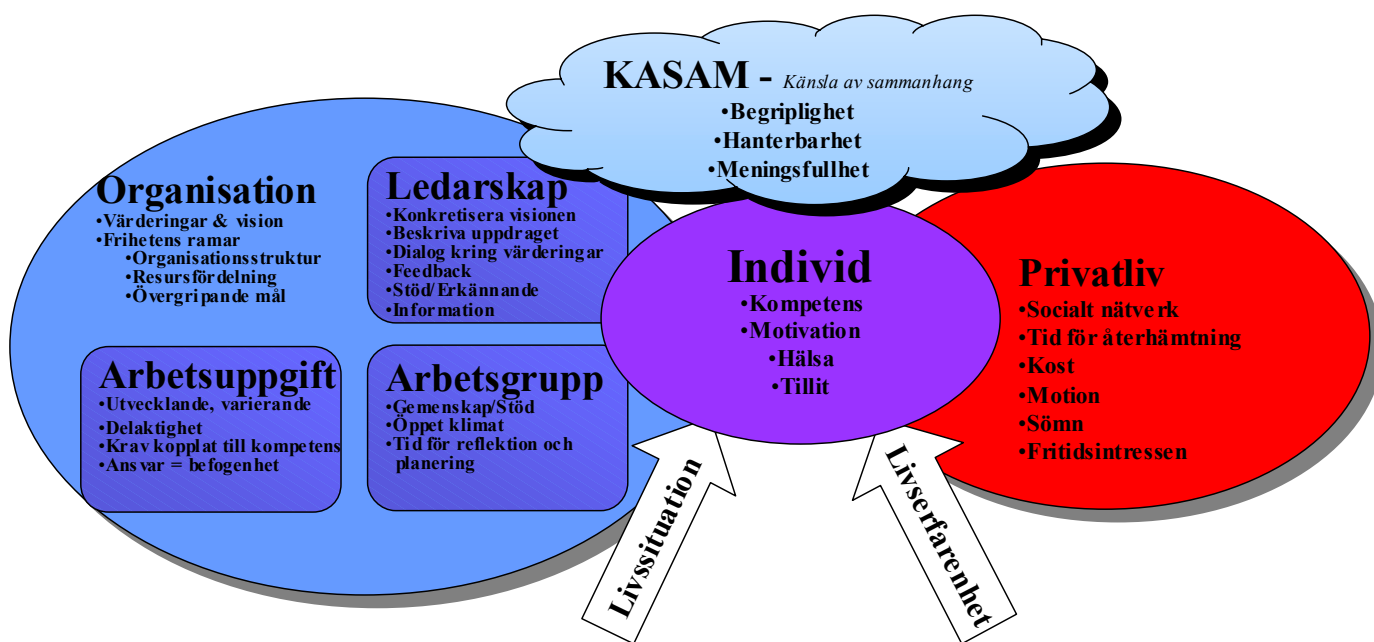 KASAM - Känsla av sammanhang
•Begriplighet
•Hanterbarhet
•Meningsfullhet
Organisation
•Värderingar & vision
•Frihetens ramar
•Organisationsstruktur
•Resursfördelning
•Övergripande mål
Ledarskap
•Konkretisera visionen
•Beskriva uppdraget
•Dialog kring värderingar
•Feedback
•Stöd/Erkännande
•Information
Arbetsuppgift
•Utvecklande, varierande
•Delaktighet
•Krav kopplat till kompetens
•Ansvar = befogenhet
Arbetsgrupp
•Gemenskap/Stöd
•Öppet klimat
•Tid för reflektion och
planering
Individ
•Kompetens
•Motivation
•Hälsa
•Tillit
Privatliv
•Socialt nätverk
•Tid för återhämtning
•Kost
•Motion
•Sömn
•Fritidsintressen
Livssituation
Livserfarenhet